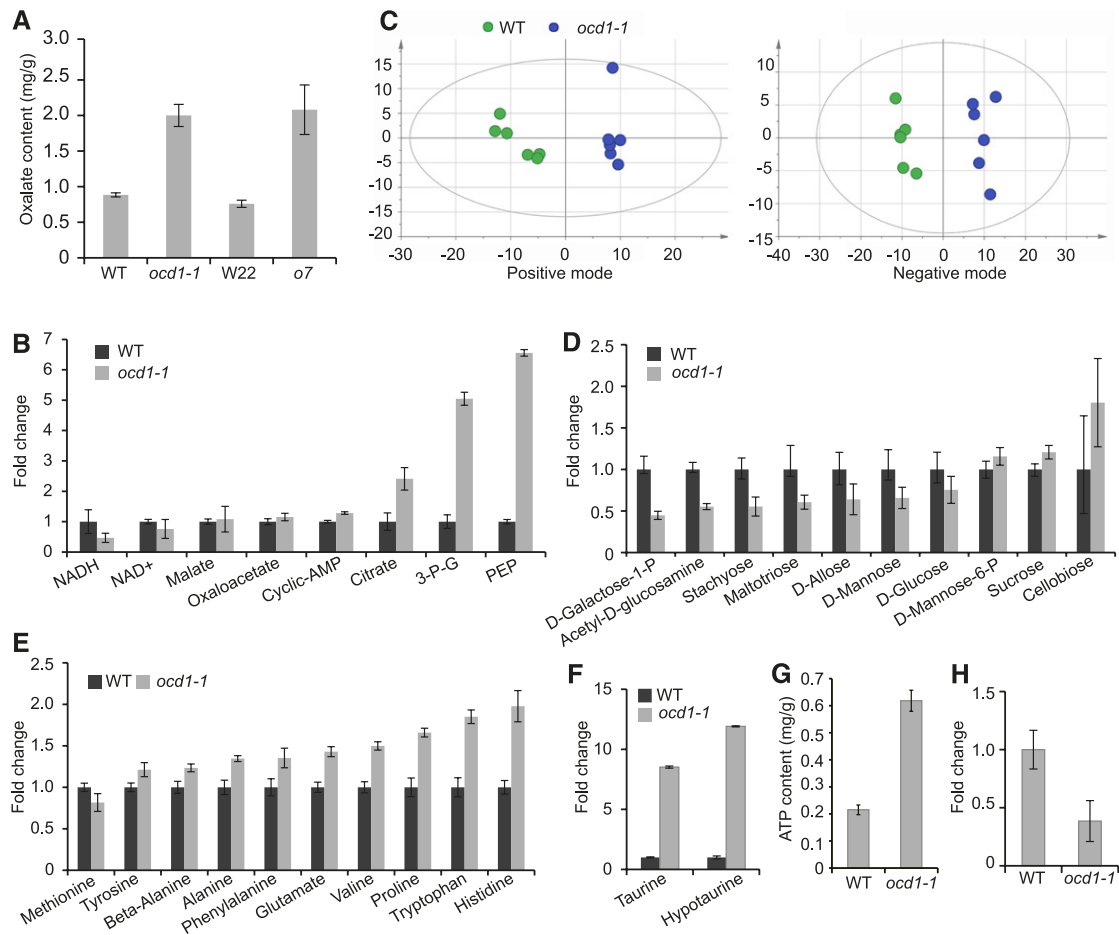 A
Oxalate content (mg/g)
3.0
2.5
2.0
1.5
1.0
0.5
0
WT ocd1-1 W22 o7
C
WT ocd1-1
15
10
5
0
-5
-10
-15
-20
-30 -20 -10 0 10 20
Positive mode
10
5
0
-5
-10
-15
-40 -30 -20 -10 0 10 20 30 40
Negative mode
B
WT
ocd1-1
Fold change
7
6
5
4
3
2
1
0
NADH NAD+ Malate Oxaloacetate Cyclic-AMP Citrate 3-P-G PEP
D
WT
ocd1-1
Fold change
2.5
2.0
1.5
1.0
0.5
0
D-Galactose-1-P Acetyl-D-glucosamine Stachyose Maltotriose D-Allose D-Mannose D-Glucose D-Mannose-6-P Sucrose Cellobiose
E
WT ocd1-1
Fold change
2.5
2.0
1.5
1.0
0.5
0
Methionine Tyrosine Beta-Alanine Alanine Phenylalanine Glutamate Valine Proline Tryptophan Histidine
F
WT
ocd1-1
Fold change
15
10
5
0
Taurine Hypotaurine
G
ATP content (mg/g)
0.7
0.6
0.5
0.4
0.3
0.2
0.1
0
WT ocd1-1
H
Fold change
1.5
1.0
0.5
0
WT ocd1-1